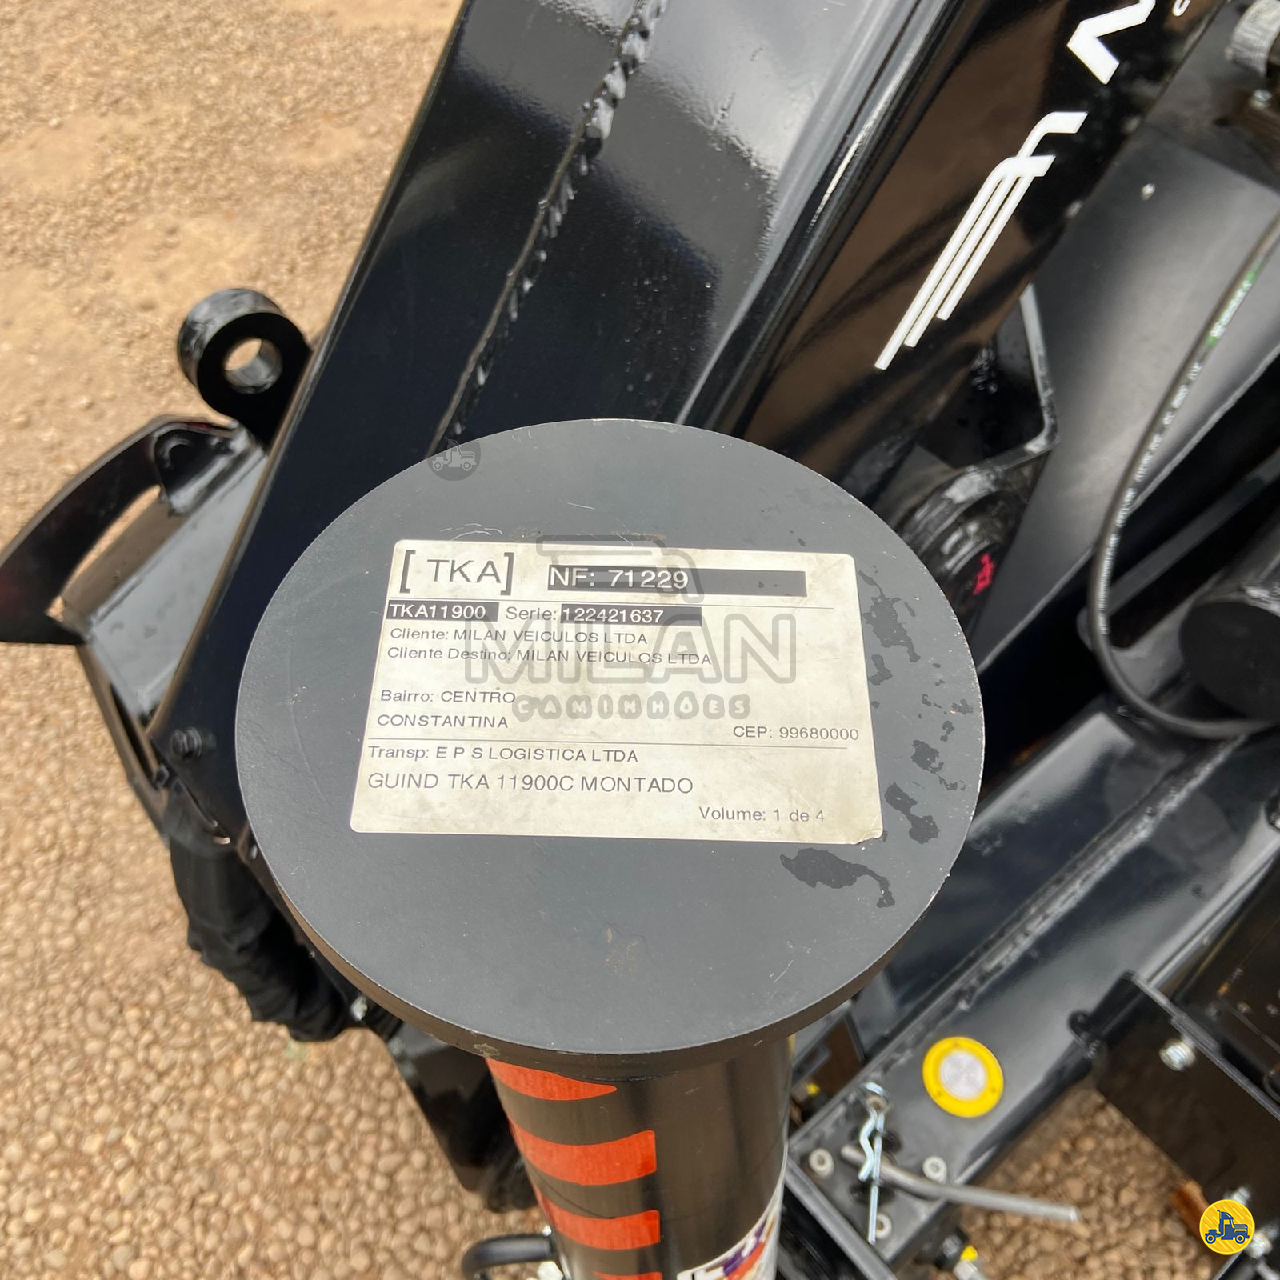 [TKA] NF: 71229
TKA11900 Serie: 122421637
Cliente: MILAN VEICULOS LTDA
Cliente Destino: MILAN VEICULOS LTDA
Bairro: CENTRO
CONSTANTINA CEP: 99680000
Transp: E P S LOGISTICA LTDA
GUIND TKA 11900C MONTADO
Volume: 1 de 4
MILAN
CAMINHÕES